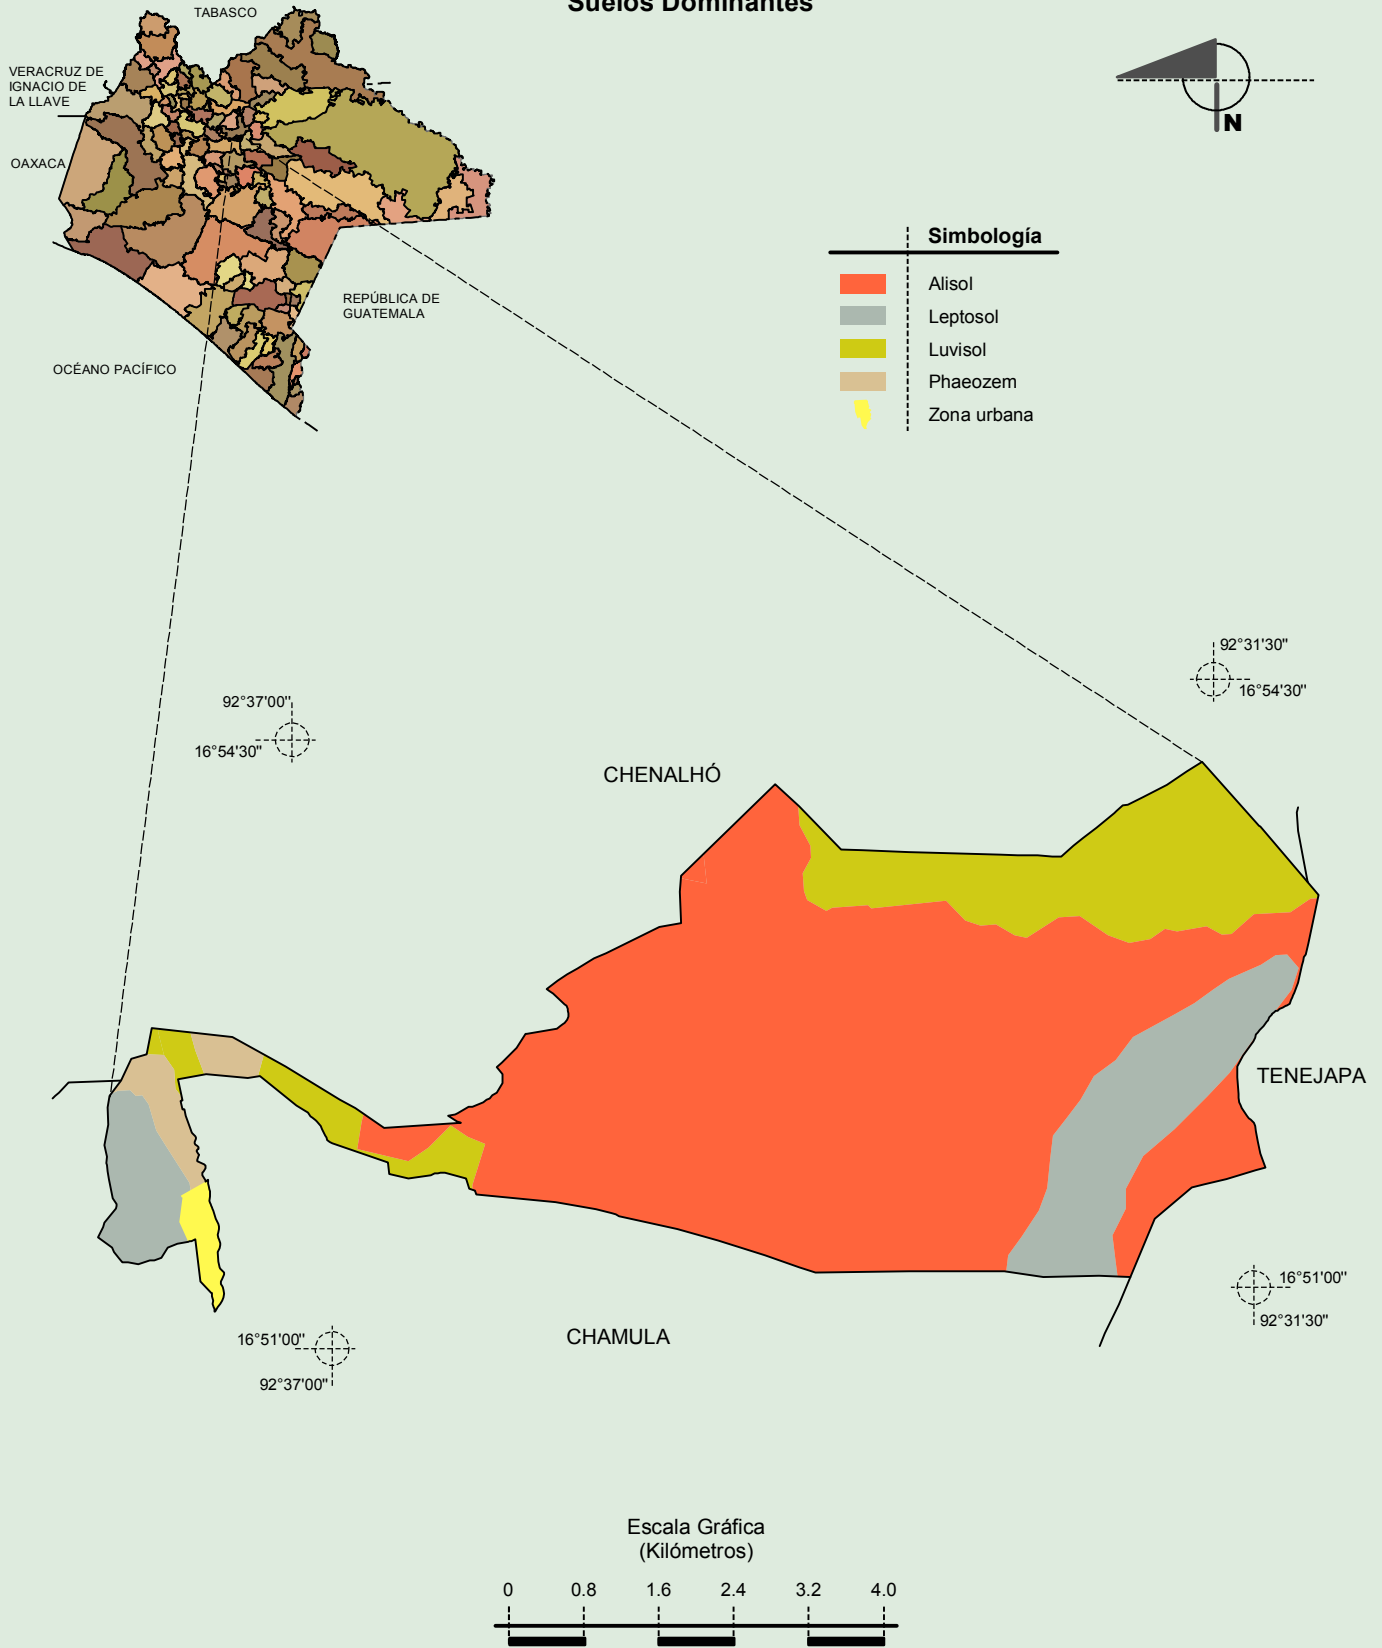 Suelos Dominantes
TABASCO
VERACRUZ DE
IGNACIO DE
LA LLAVE
OAXACA
REPÚBLICA DE
GUATEMALA
OCÉANO PACÍFICO
N
Simbología
Alisol
Leptosol
Luvisol
Phaeozem
Zona urbana
92°31'30"
16°54'30"
92°37'00"
16°54'30"
CHENALHÓ
TENEJAPA
16°51'00"
92°31'30"
16°51'00"
92°37'00"
CHAMULA
Escala Gráfica
(Kilómetros)
0 0.8 1.6 2.4 3.2 4.0